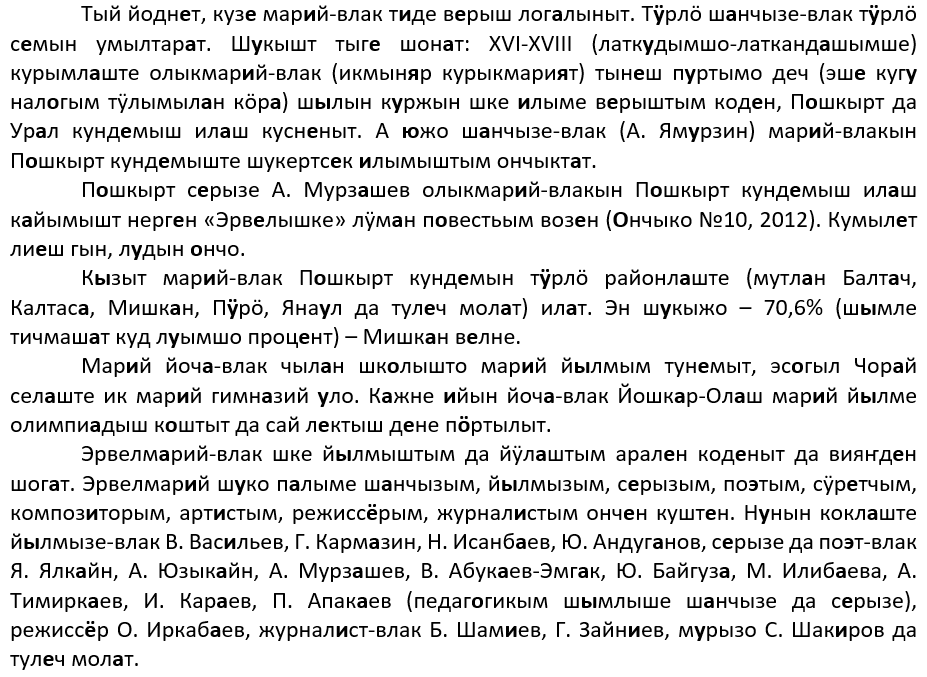 Тый йоднет, кузе марий-влак тиде верыш логалыныт. Тӱрлӧ шанчызе-влак тӱрлӧ
семын умылтарат. Шукышт тыге шонат: XVI-XVIII (латкудымшо-латкандашымше)
курымлаште олыкмарий-влак (икмыняр курыкмарият) тынеш пуртымо деч (эше кугу
налогым тӱлымылан кӧра) шылын куржын шке илыме верыштым коден, Пошкырт да
Урал кундемыш илаш кусненыт. А южо шанчызе-влак (А. Ямурзин) марий-влакын
Пошкырт кундемыште шукертсек илымыштым ончыктат.
Пошкырт серызе А. Мурзашев олыкмарий-влакын Пошкырт кундемыш илаш
кайымышт нерген «Эрвелышке» лӱман повестьым возен (Ончыко №10, 2012). Кумылет
лиеш гын, лудын ончо.
Кызыт марий-влак Пошкырт кундемын тӱрлӧ районлаште (мутлан Балтач,
Калтаса, Мишкан, Пӱрӧ, Янаул да тулеч молат) илат. Эн шукыжо – 70,6% (шымле
тичмашат куд луымшо процент) – Мишкан велне.
Марий йоча-влак чылан школышто марий йылмым тунемыт, эсогыл Чорай
селаште ик марий гимназий уло. Кажне ийын йоча-влак Йошкар-Олаш марий йылме
олимпиадыш коштыт да сай лектыш дене пӧртылыт.
Эрвелмарий-влак шке йылмыштым да йӱлаштым арален коденыт да вияҥден
шогат. Эрвелмарий шуко палыме шанчызым, йылмызым, серызым, поэтым, сӱретчым,
композиторым, артистым, режиссёрым, журналистым ончен куштен. Нунын коклаште
йылмызе-влак В. Васильев, Г. Кармазин, Н. Исанбаев, Ю. Андуганов, серызе да поэт-влак
Я. Ялкайн, А. Юзыкайн, А. Мурзашев, В. Абукаев-Эмгак, Ю. Байгуза, М. Илибаева, А.
Тимиркаев, И. Караев, П. Апакаев (педагогикым шымлыше шанчызе да серызе),
режиссёр О. Иркабаев, журналист-влак Б. Шамиев, Г. Зайниев, мурызо С. Шакиров да
тулеч молат.